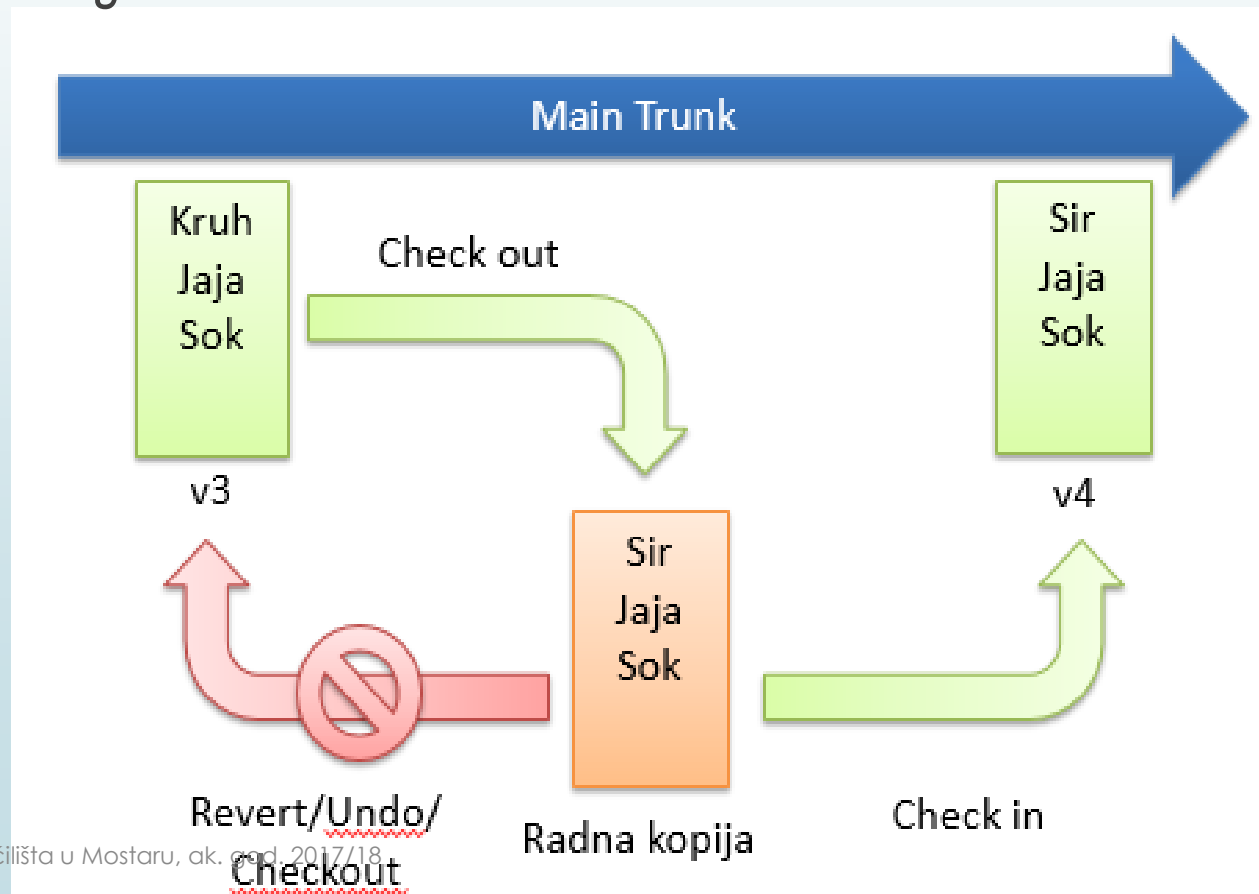 Main Trunk
Kruh
Jaja
Sok
v3
Check out
Sir
Jaja
Sok
v4
Sir
Jaja
Sok
Radna kopija
Revert/Undo/
Checkout
Check in
u Mostaru, ak. god. 2017/18